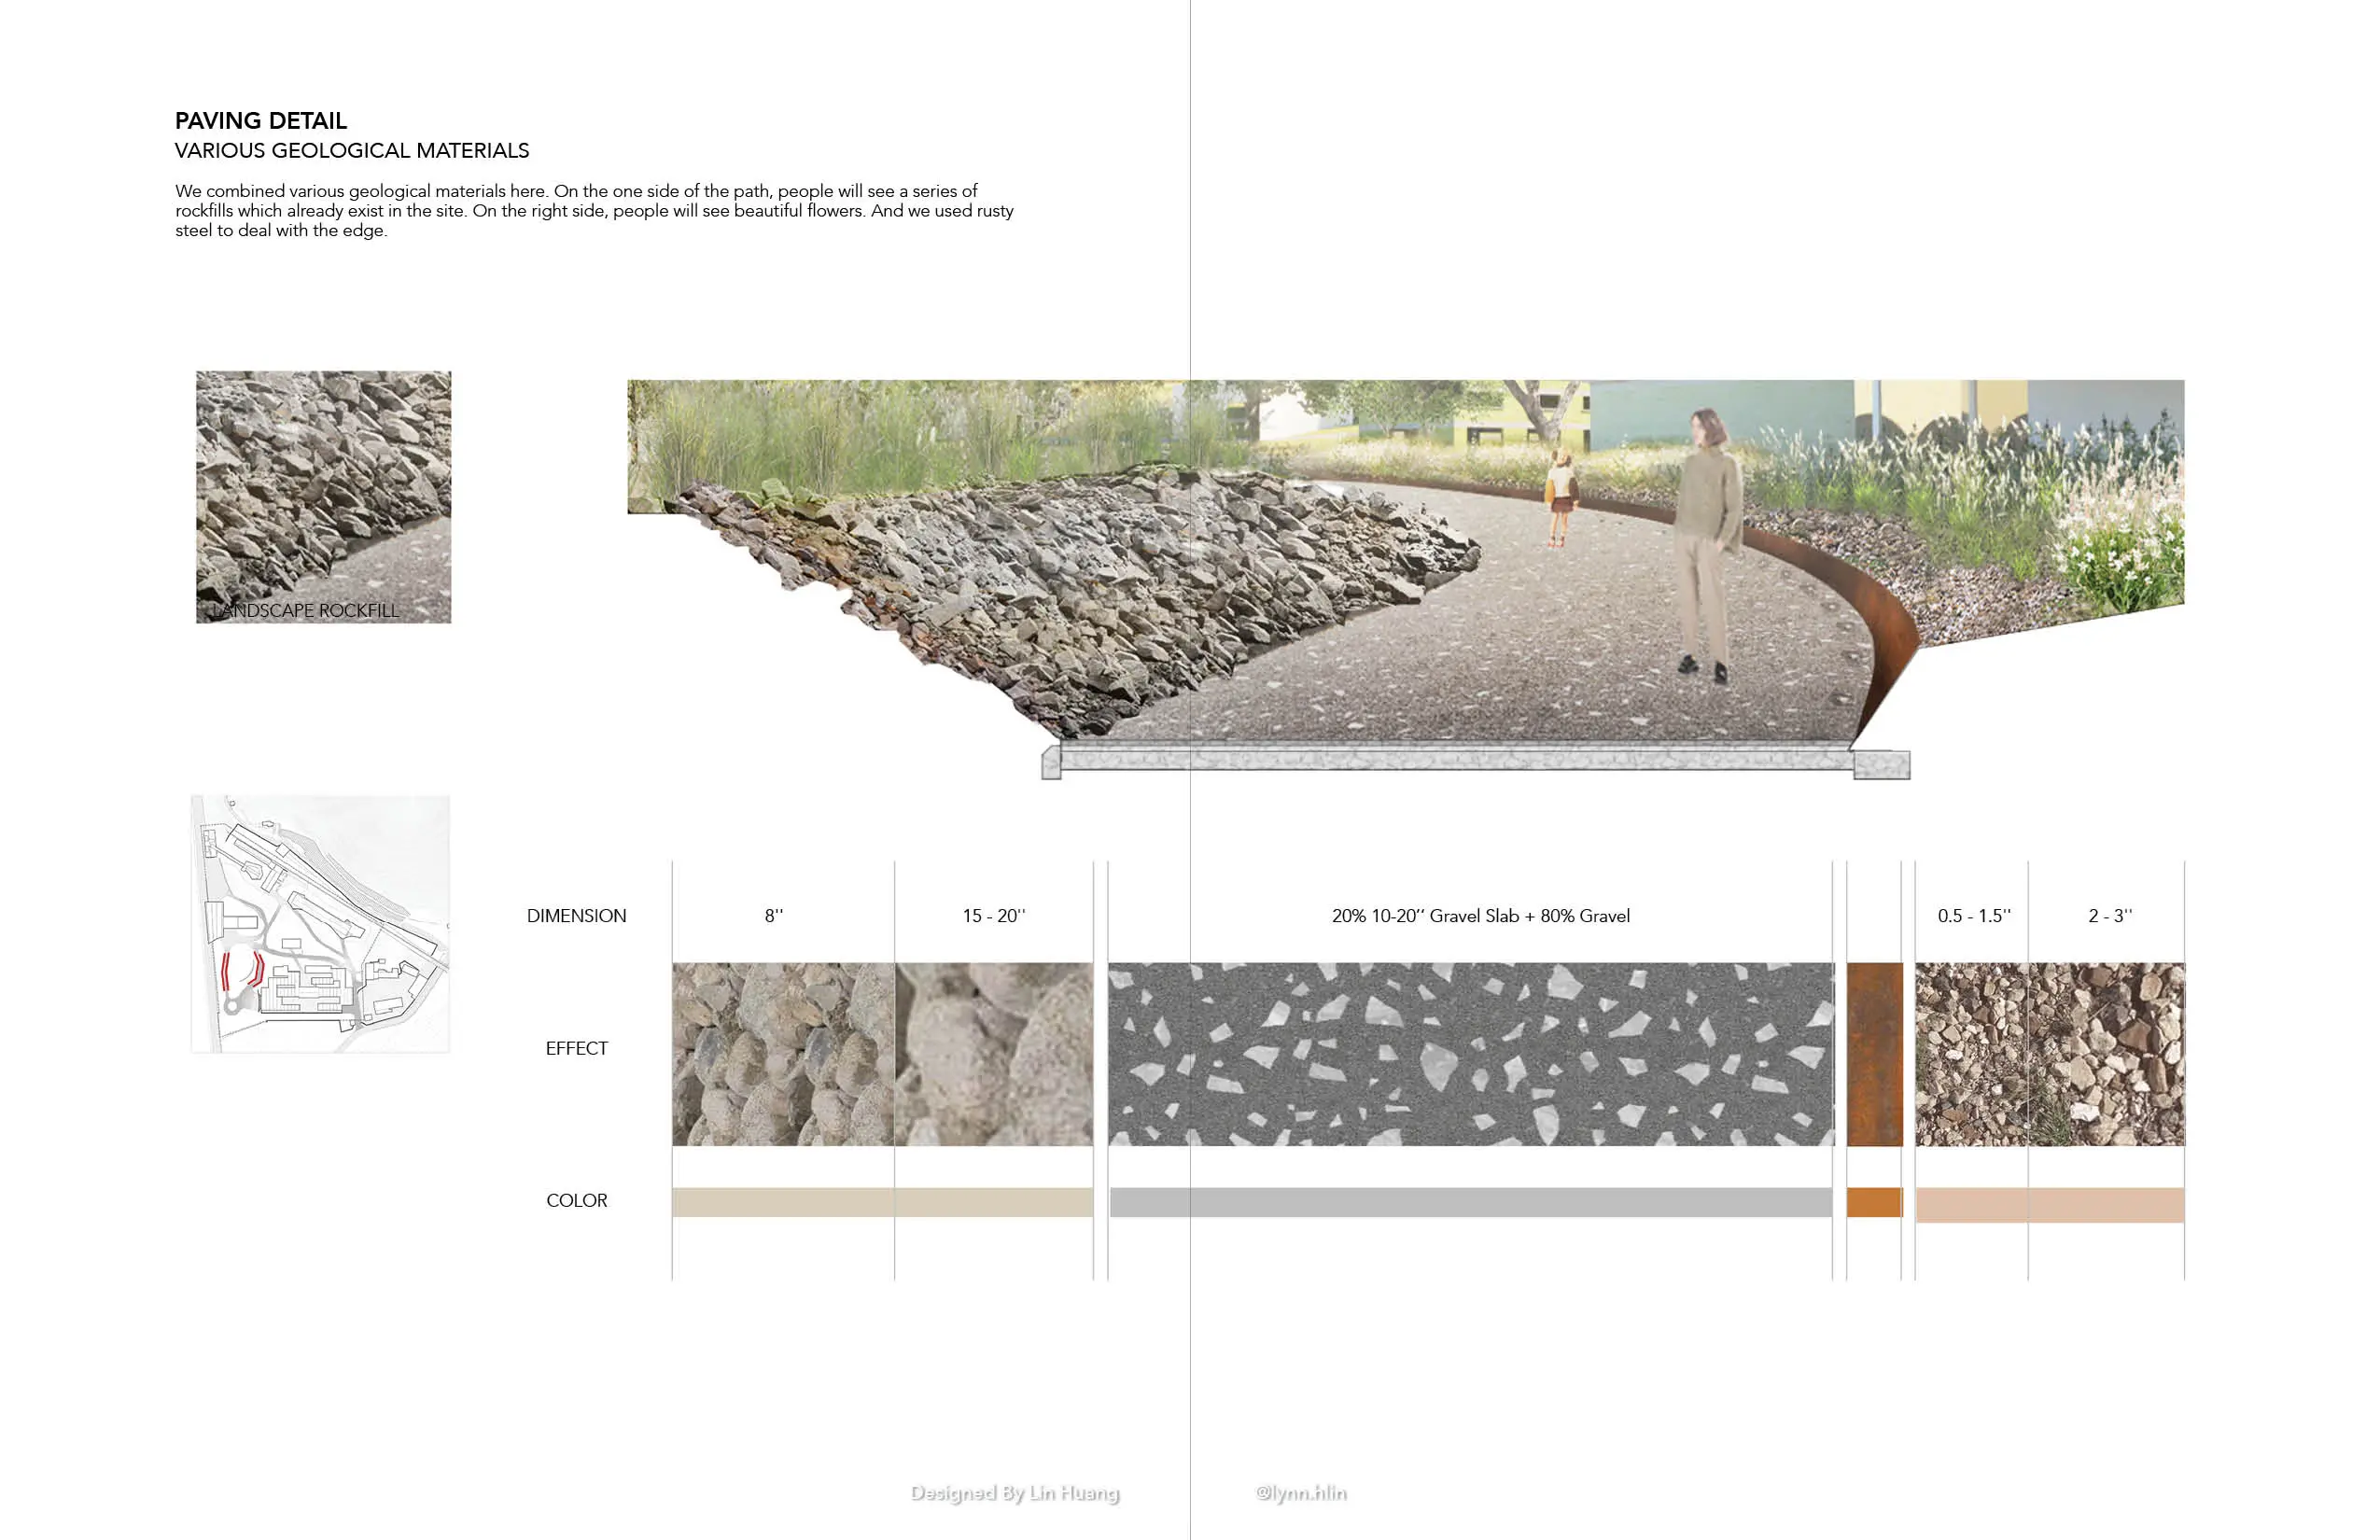 PAVING DETAIL
VARIOUS GEOLOGICAL MATERIALS
We combined various geological materials here. On the one side of the path, people will see a series of
rockfills which already exist in the site. On the right side, people will see beautiful flowers. And we used rusty
steel to deal with the edge.
LANDSCAPE ROCKFILL
DIMENSION 8'' 15 - 20'' 20% 10-20’’ Gravel Slab + 80% Gravel 0.5 - 1.5'' 2 - 3''
EFFECT
COLOR
Designed By Lin Huang @lynn.hlin